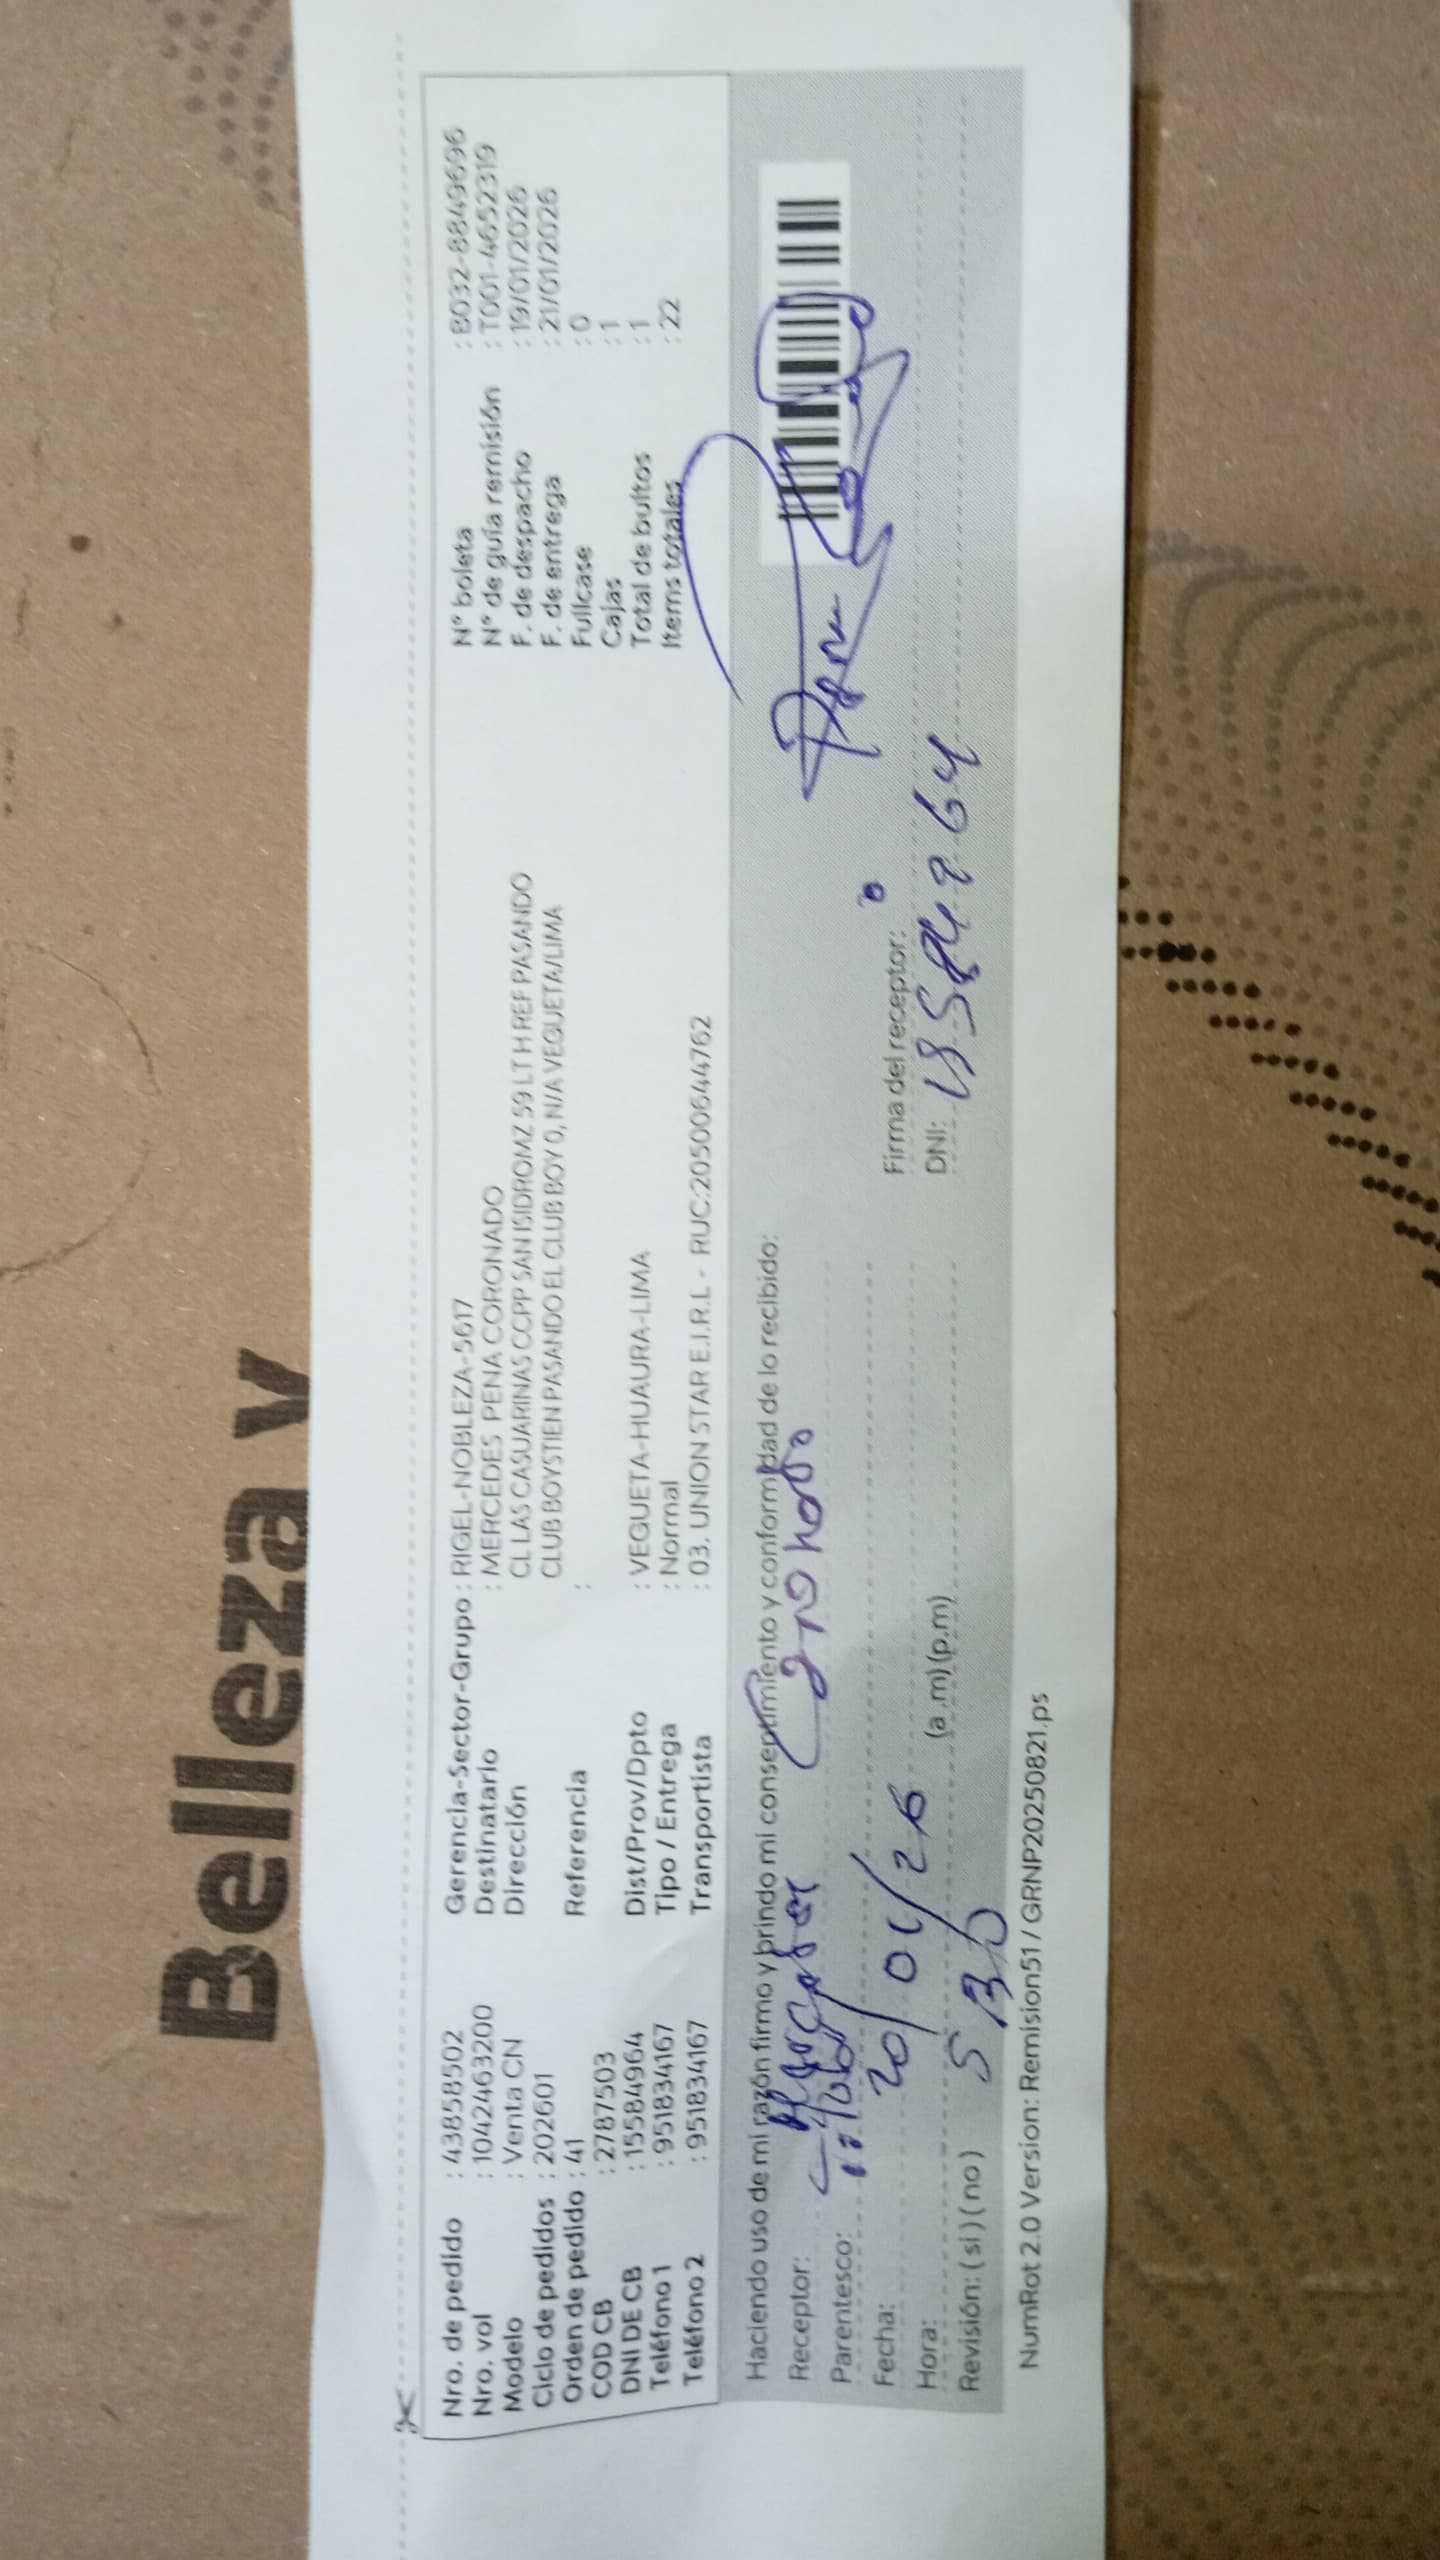 Belleza y
Nro. de pedido : 43858502
Nro. vol : 1042463200
Modelo : Venta CN
Ciclo de pedidos : 202601
Orden de pedido : 41
COD CB : 2787503
DNI DE CB : 15584964
Teléfono 1 : 951834167
Teléfono 2 : 951834167
Gerencia-Sector-Grupo : RIGEL-NOBLEZA-5617
Destinatario : MERCEDES PENA CORONADO
Dirección CL LAS CASUARINAS CCPP SAN ISIDROMZ 59 LT H REF PASANDO
CLUB BOYSTIEN PASANDO EL CLUB BOY 0, N/A VEGUETA/LIMA
Referencia :
Dist/Prov/Dpto : VEGUETA-HUAURA-LIMA
Tipo / Entrega : Normal
Transportista : 03. UNION STAR E.I.R.L - RUC:20500644762
N° boleta : B032-8849696
N° de guía remisión : T001-4652319
F. de despacho : 19/01/2026
F. de entrega : 21/01/2026
Fullcase : 0
Cajas : 1
Total de bultos : 1
Items totales : 22
Haciendo uso de mi razón firmo y brindo mi consentimiento y conformidad de lo recibido:
Receptor: Mercedes Coronado
Parentesco:
Fecha: 20/01/26
Hora: 5 30 (a.m)(p.m)
Revisión: ( si ) ( no )
Firma del receptor:
DNI: 15584964
NumRot 2.0 Version: Remision51 / GRNP20250821.ps